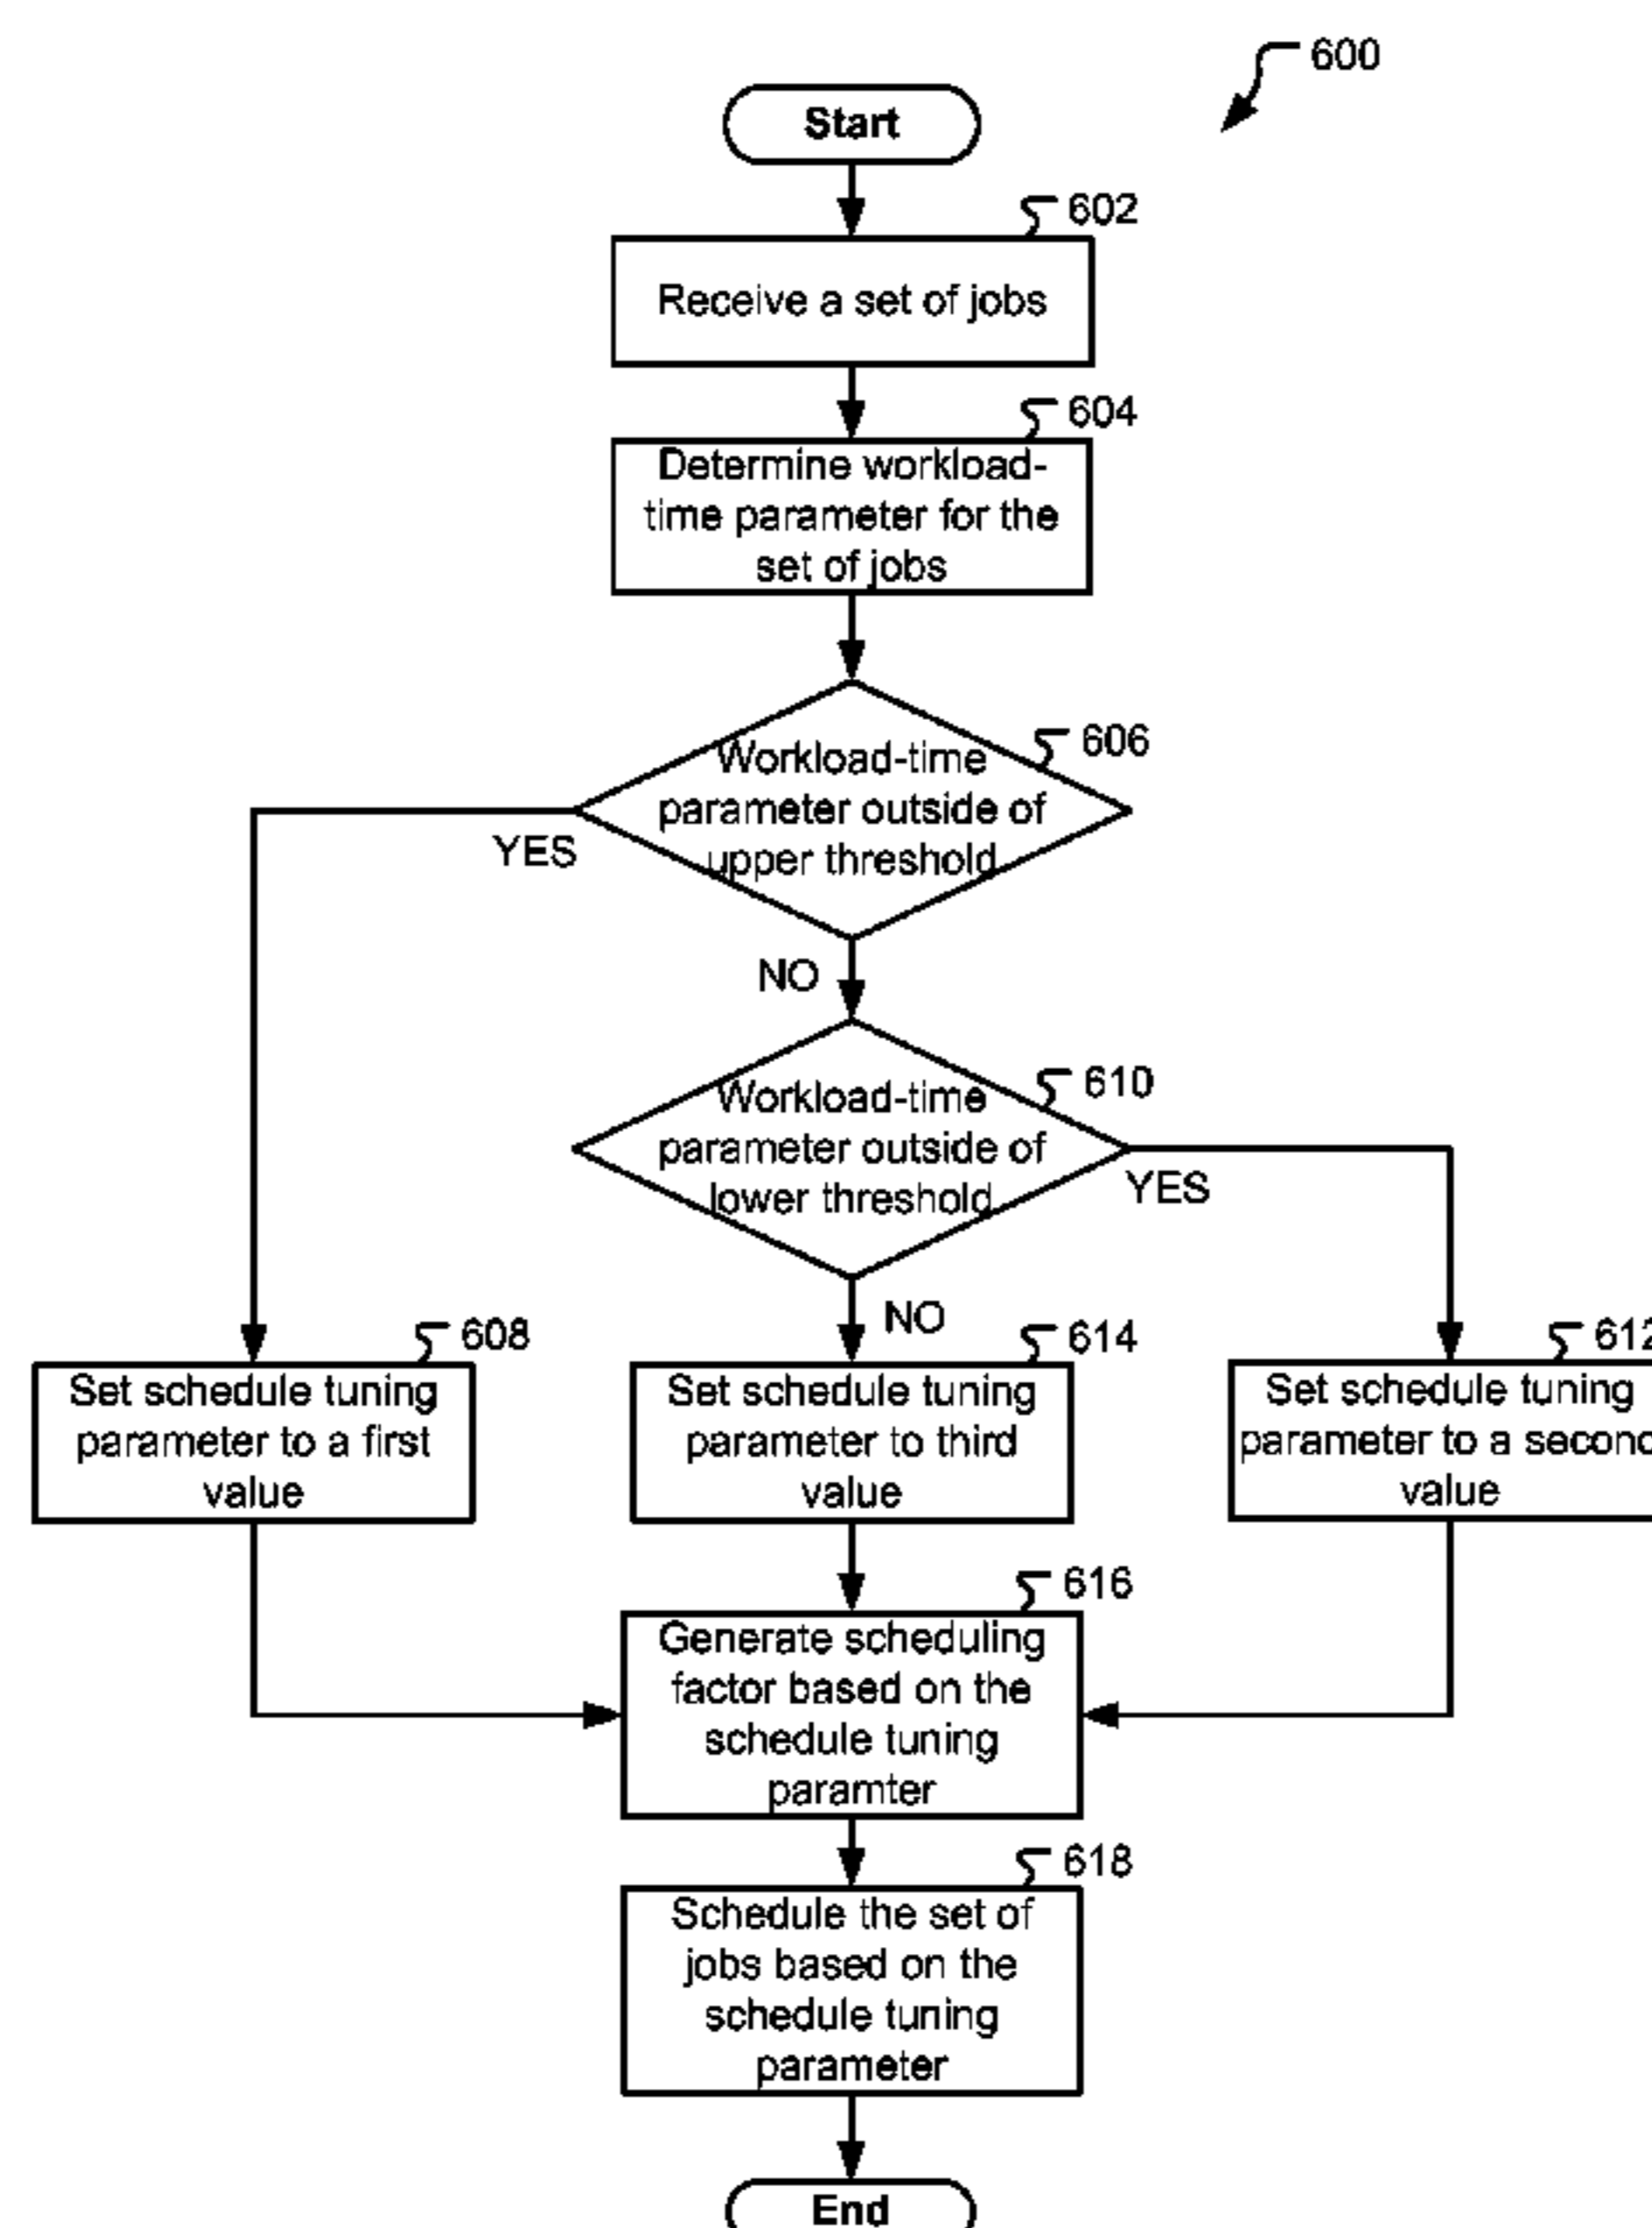 600
Start
602
Receive a set of jobs
604
Determine workload-
time parameter for the
set of jobs
606
Workload-time
parameter outside of
upper threshold
YES
NO
610
Workload-time
parameter outside of
lower threshold
YES
NO
608
Set schedule tuning
parameter to a first
value
614
Set schedule tuning
parameter to third
value
612
Set schedule tuning
parameter to a second
value
616
Generate scheduling
factor based on the
schedule tuning
paramter
618
Schedule the set of
jobs based on the
schedule tuning
parameter
End